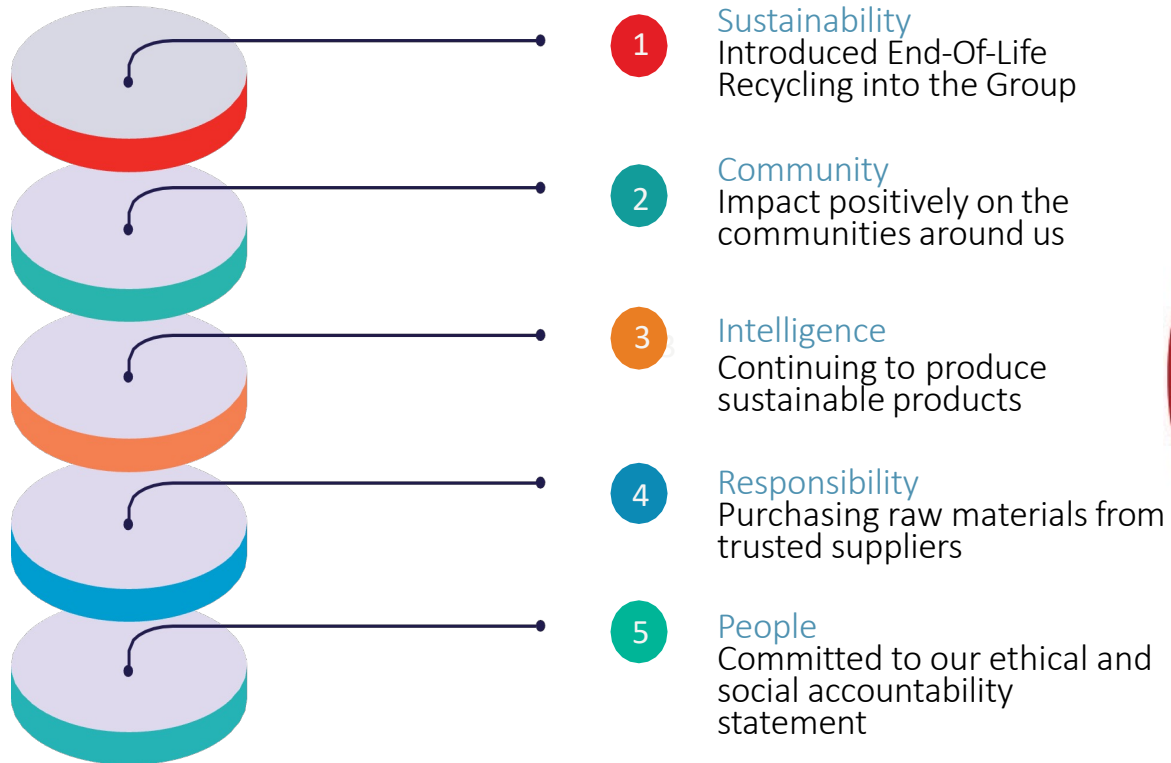 1
Sustainability
Introduced End-Of-Life
Recycling into the Group
2
Community
Impact positively on the
communities around us
3
Intelligence
Continuing to produce
sustainable products
4
Responsibility
Purchasing raw materials from
trusted suppliers
5
People
Committed to our ethical and
social accountability
statement